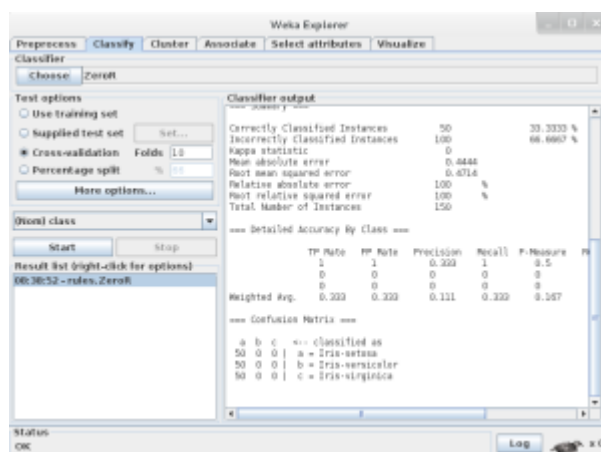 Weka Explorer
Preprocess Classify Cluster Associate Select attributes Visualize
Classifier
Choose ZeroR
Test options
Use training set
Supplied test set Set...
Cross-validation Folds 10
Percentage split %
More options...
(Nom) class
Start Stop
Result list (right-click for options)
00:30:52 - rules.ZeroR
Classifier output
=== Summary ===
Correctly Classified Instances 50 33.3333 %
Incorrectly Classified Instances 100 66.6667 %
Kappa statistic 0
Mean absolute error 0.4444
Root mean squared error 0.4714
Relative absolute error 100 %
Root relative squared error 100 %
Total Number of Instances 150
=== Detailed Accuracy By Class ===
TP Rate FP Rate Precision Recall F-Measure
1 1 0.333 1 0.5
0 0 0 0 0
0 0 0 0 0
Weighted Avg. 0.333 0.333 0.111 0.333 0.167
=== Confusion Matrix ===
a b c <-- classified as
50 0 0 | a = Iris-setosa
50 0 0 | b = Iris-versicolor
50 0 0 | c = Iris-virginica
Status
OK
Log